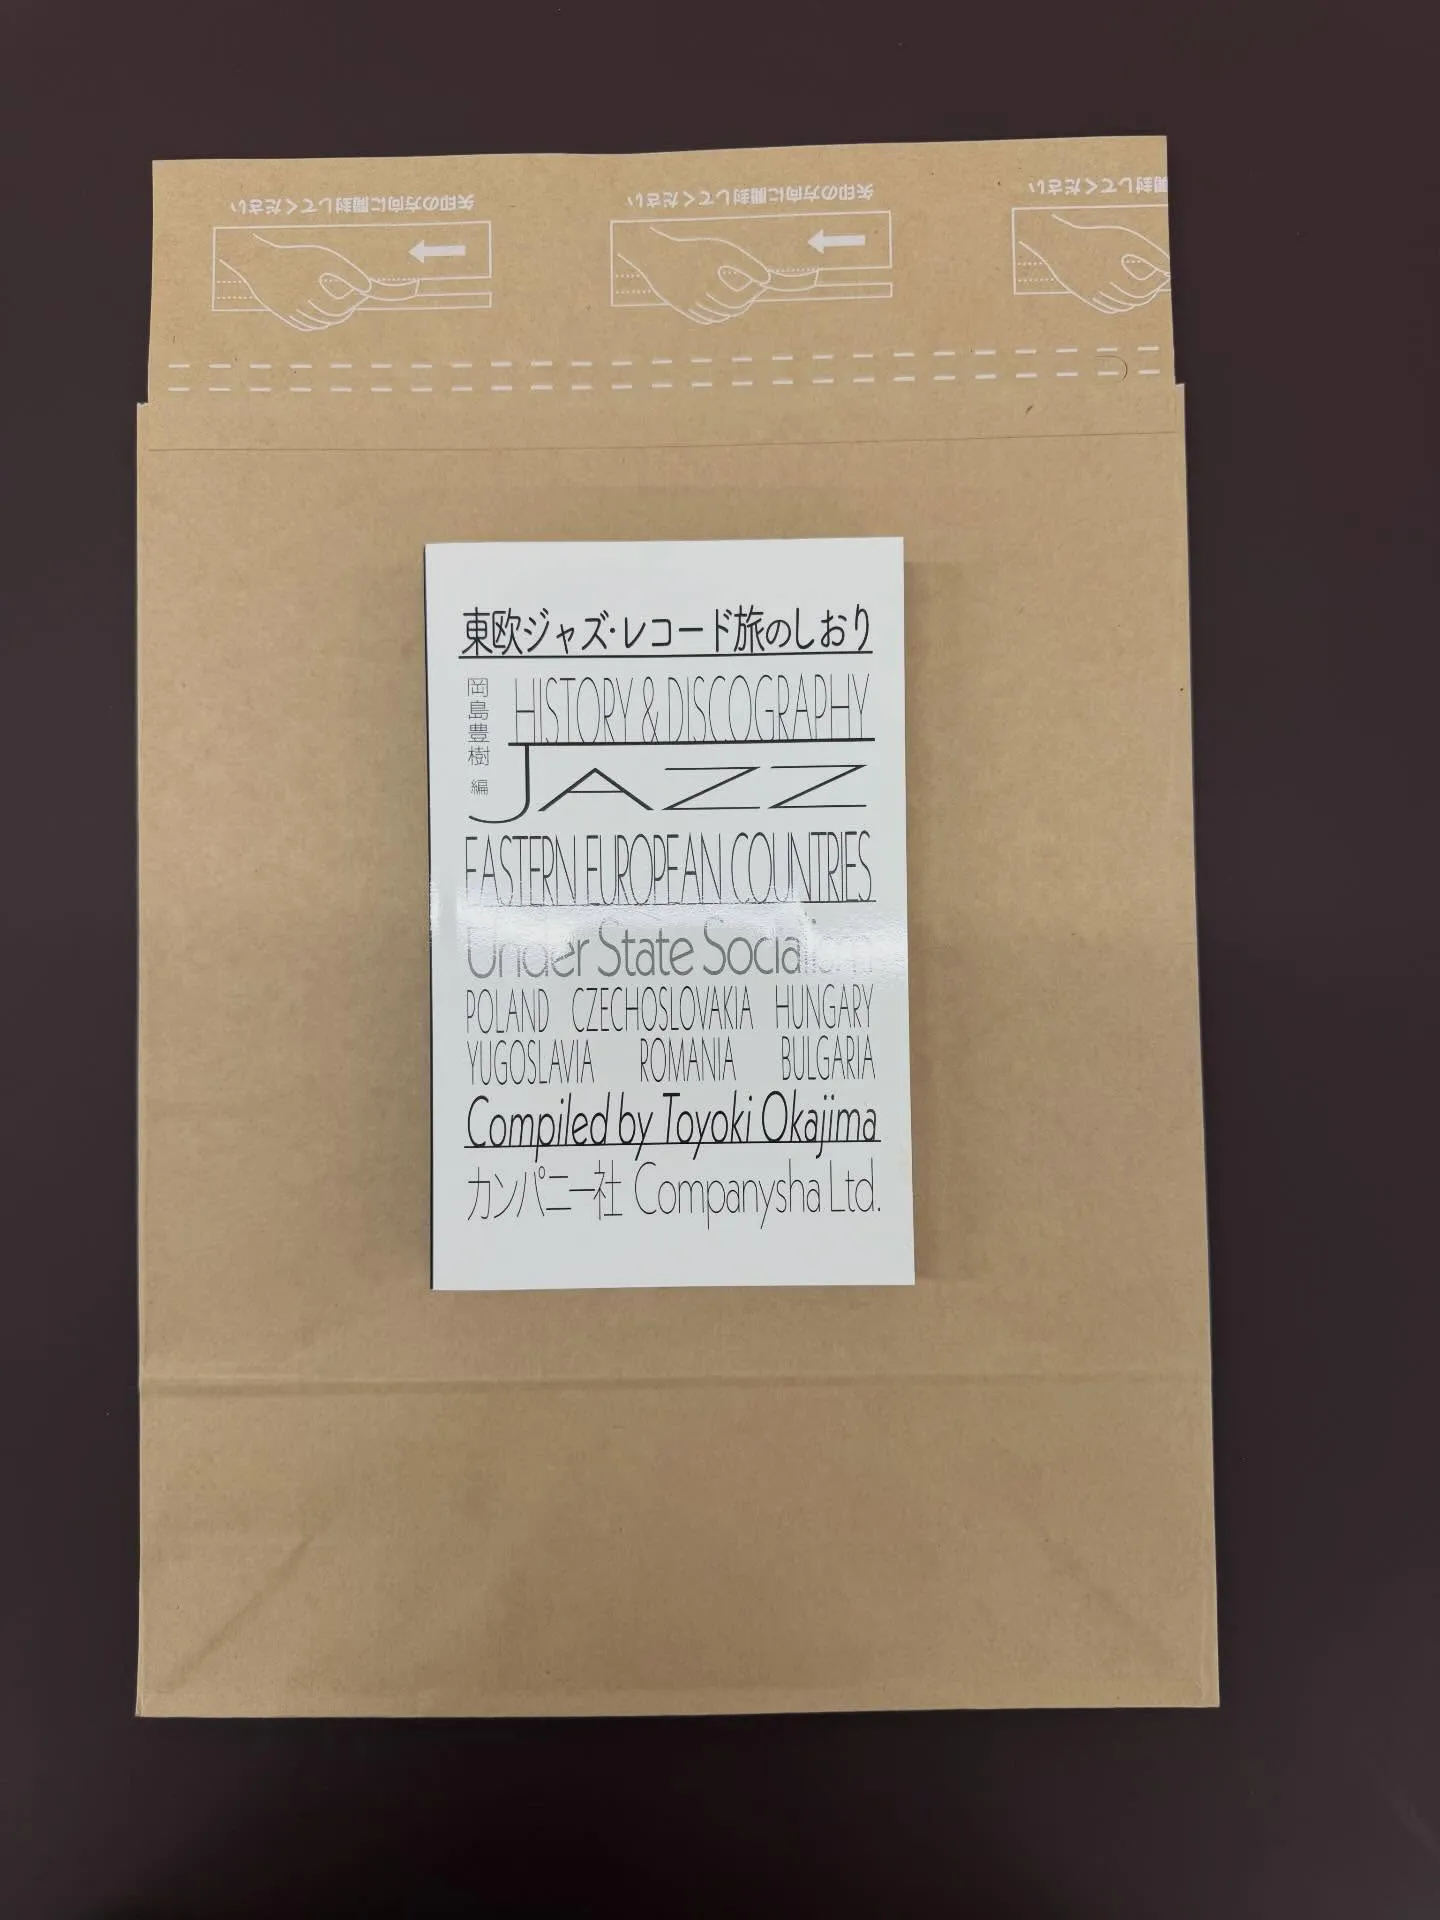 矢印の方向に開封してください
矢印の方向に開封してください
開封してください
東欧ジャズ・レコード旅のしおり
岡島豊樹 編
HISTORY & DISCOGRAPHY
JAZZ
EASTERN EUROPEAN COUNTRIES
Under State Socialism
POLAND CZECHOSLOVAKIA HUNGARY
YUGOSLAVIA ROMANIA BULGARIA
Compiled by Toyoki Okajima
カンパニー社 Companysha Ltd.